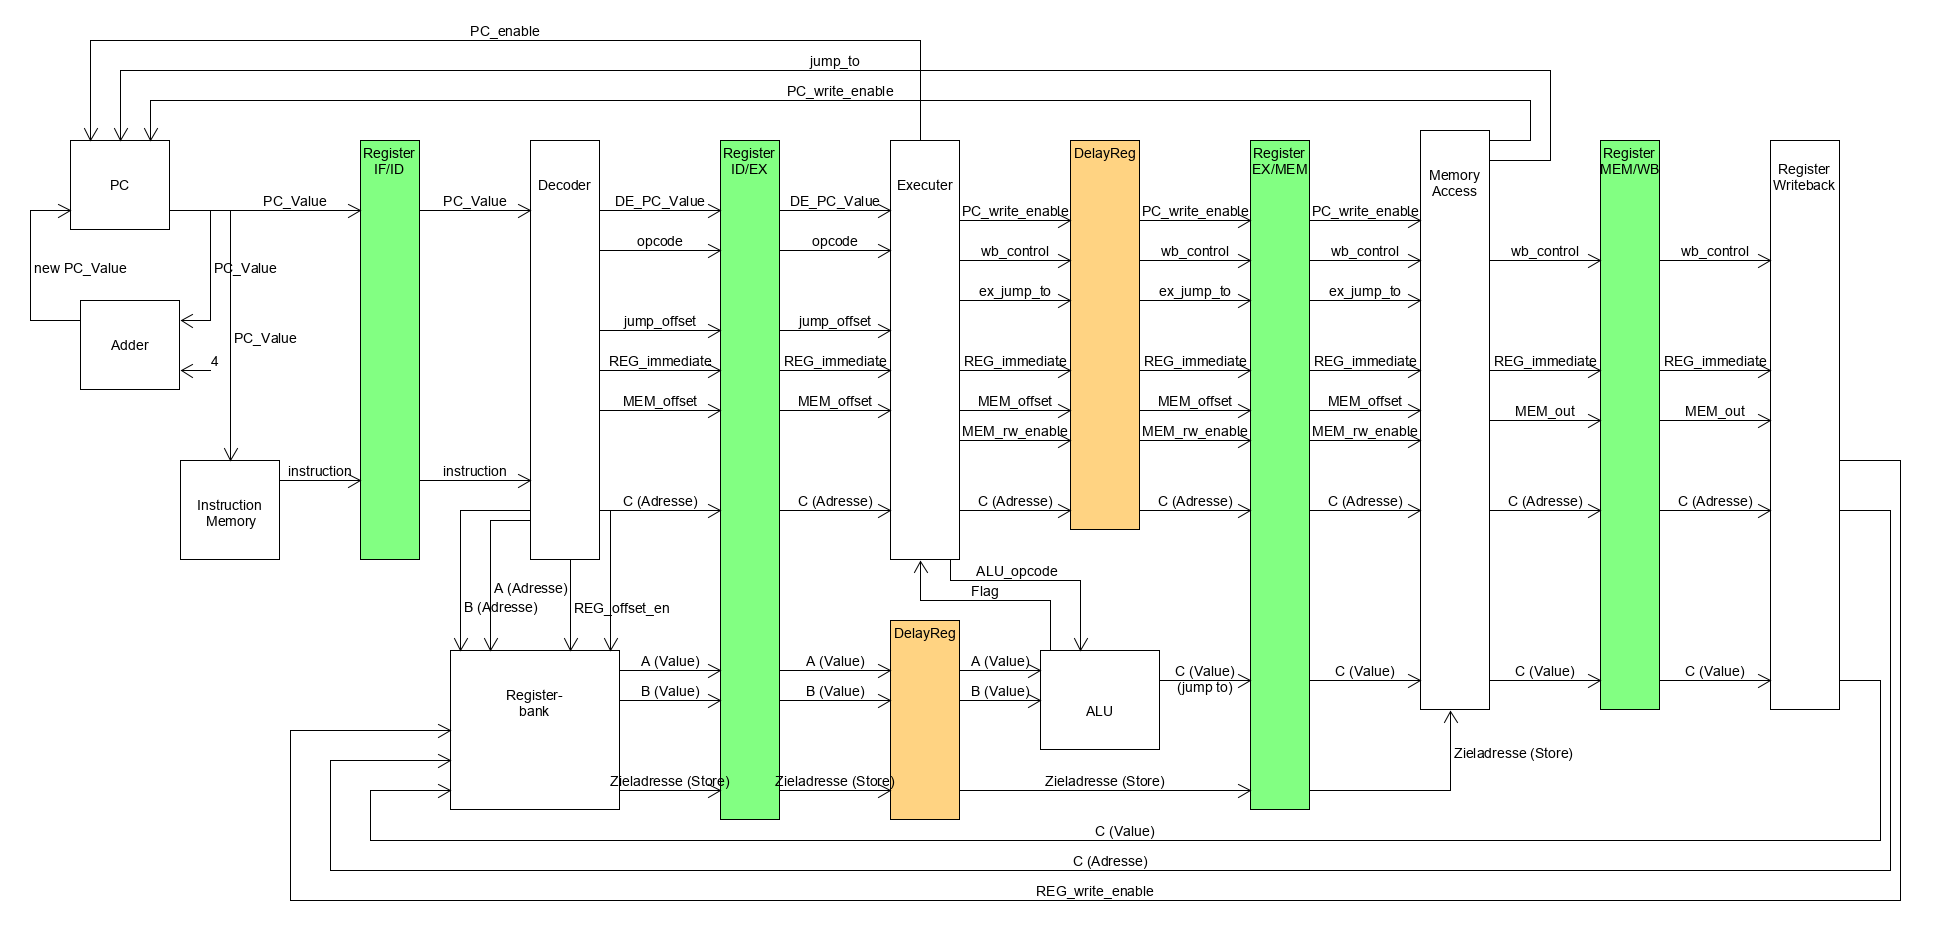 PC_enable
jump_to
PC_write_enable
Register
IF/ID
Register
ID/EX
DelayReg
Register
EX/MEM
Register
MEM/WB
PC
Decoder
Executer
Memory
Access
Register
Writeback
PC_Value
PC_Value
DE_PC_Value
DE_PC_Value
PC_write_enable
PC_write_enable
PC_write_enable
opcode
opcode
wb_control
wb_control
wb_control
wb_control
wb_control
new PC_Value
PC_Value
ex_jump_to
ex_jump_to
ex_jump_to
jump_offset
jump_offset
PC_Value
Adder
4
REG_immediate
REG_immediate
REG_immediate
REG_immediate
REG_immediate
REG_immediate
REG_immediate
MEM_offset
MEM_offset
MEM_offset
MEM_offset
MEM_offset
MEM_out
MEM_out
MEM_rw_enable
MEM_rw_enable
MEM_rw_enable
instruction
instruction
Instruction
Memory
C (Adresse)
C (Adresse)
C (Adresse)
C (Adresse)
C (Adresse)
C (Adresse)
C (Adresse)
ALU_opcode
Flag
A (Adresse)
B (Adresse)
REG_offset_en
DelayReg
A (Value)
A (Value)
A (Value)
B (Value)
B (Value)
B (Value)
C (Value)
(jump to)
C (Value)
C (Value)
C (Value)
Register-
bank
ALU
Zieladresse (Store)
Zieladresse (Store)
Zieladresse (Store)
Zieladresse (Store)
C (Value)
C (Adresse)
REG_write_enable